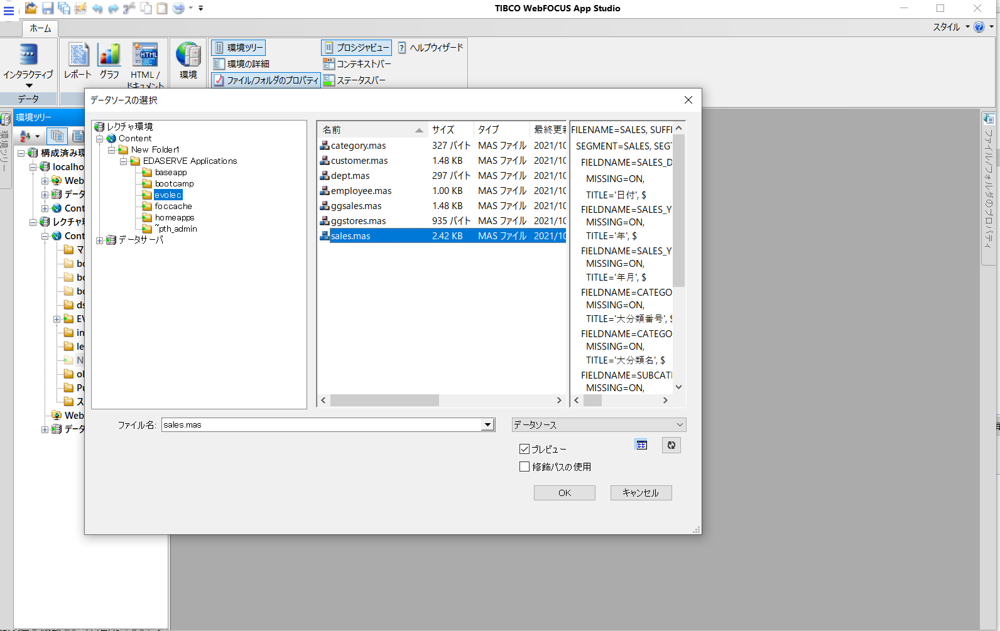 TIBCO WebFOCUS App Studio
ホーム
スタイル
インタラクティブ
レポート
グラフ
HTML /
ドキュメント
環境
環境ツリー
環境の詳細
ファイル/フォルダのプロパティ
プロシジャビュー
コンテキストバー
ステータスバー
ヘルプウィザード
データ
環境ツリー
環境ツリー
構成済み環
localho
Web
データ
Cont
レクチャ環
Cont
マ
bo
bo
bo
ds
EV
in
le
N
ol
Pu
ス
Web
データ
データソースの選択
レクチャ環境
Content
New Folder1
EDASERVE Applications
baseapp
bootcamp
evolec
foccache
homeapps
~pth_admin
データサーバ
名前 サイズ タイプ 最終更新
category.mas 327 バイト MAS ファイル 2021/10
customer.mas 1.48 KB MAS ファイル 2021/10
dept.mas 297 バイト MAS ファイル 2021/10
employee.mas 1.00 KB MAS ファイル 2021/10
ggsales.mas 1.48 KB MAS ファイル 2021/10
ggstores.mas 935 バイト MAS ファイル 2021/10
sales.mas 2.42 KB MAS ファイル 2021/10
FILENAME=SALES, SUFFI
SEGMENT=SALES, SEGT
FIELDNAME=SALES_D
MISSING=ON,
TITLE='日付', $
FIELDNAME=SALES_Y
MISSING=ON,
TITLE='年', $
FIELDNAME=SALES_Y
MISSING=ON,
TITLE='年月', $
FIELDNAME=CATEGO
MISSING=ON,
TITLE='大分類番号', $
FIELDNAME=CATEGO
MISSING=ON,
TITLE='大分類名', $
FIELDNAME=SUBCATE
MISSING=ON,
ファイル名:
sales.mas
データソース
プレビュー
修飾パスの使用
OK
キャンセル
ファイル/フォルダのプロパティ